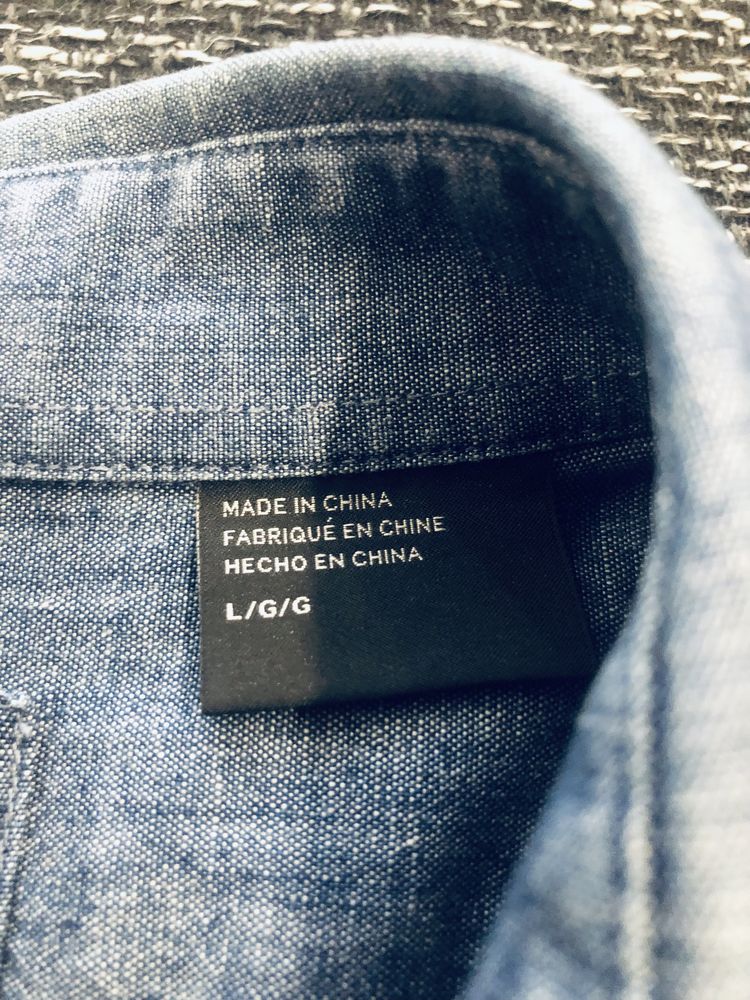 MADE IN CHINA
FABRIQUÉ EN CHINE
HECHO EN CHINA
L/G/G